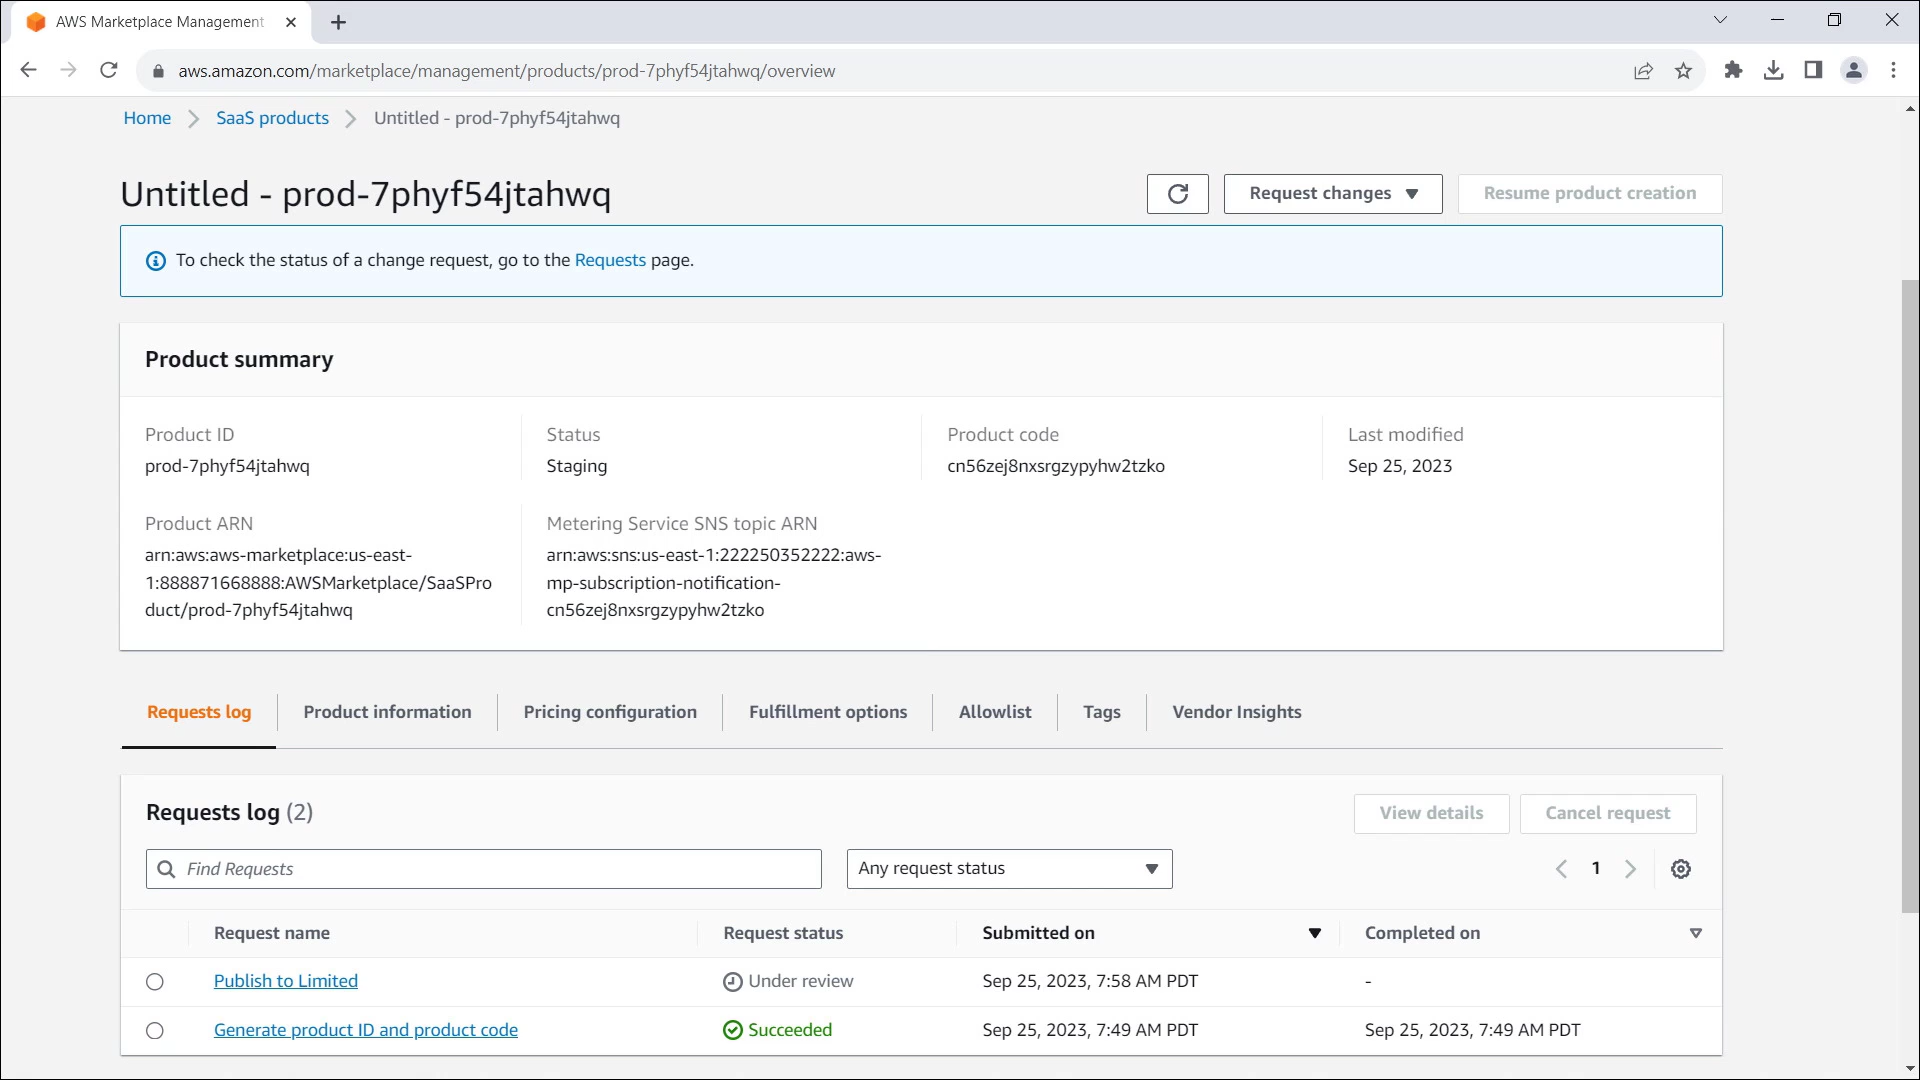 AWS Marketplace Management
aws.amazon.com/marketplace/management/products/prod-7phyf54jtahwq/overview
Home SaaS products Untitled - prod-7phyf54jtahwq
Untitled - prod-7phyf54jtahwq
Request changes Resume product creation
To check the status of a change request, go to the Requests page.
Product summary
Product ID Status Product code Last modified
prod-7phyf54jtahwq Staging cn56zej8nxsrgzypyhw2tzko Sep 25, 2023
Product ARN Metering Service SNS topic ARN
arn:aws:aws-marketplace:us-east- arn:aws:sns:us-east-1:222250352222:aws-
1:888871668888:AWSMarketplace/SaaSPro mp-subscription-notification-
duct/prod-7phyf54jtahwq cn56zej8nxsrgzypyhw2tzko
Requests log Product information Pricing configuration Fulfillment options Allowlist Tags Vendor Insights
Requests log (2) View details Cancel request
Find Requests Any request status 1
Request name Request status Submitted on Completed on
Publish to Limited Under review Sep 25, 2023, 7:58 AM PDT -
Generate product ID and product code Succeeded Sep 25, 2023, 7:49 AM PDT Sep 25, 2023, 7:49 AM PDT